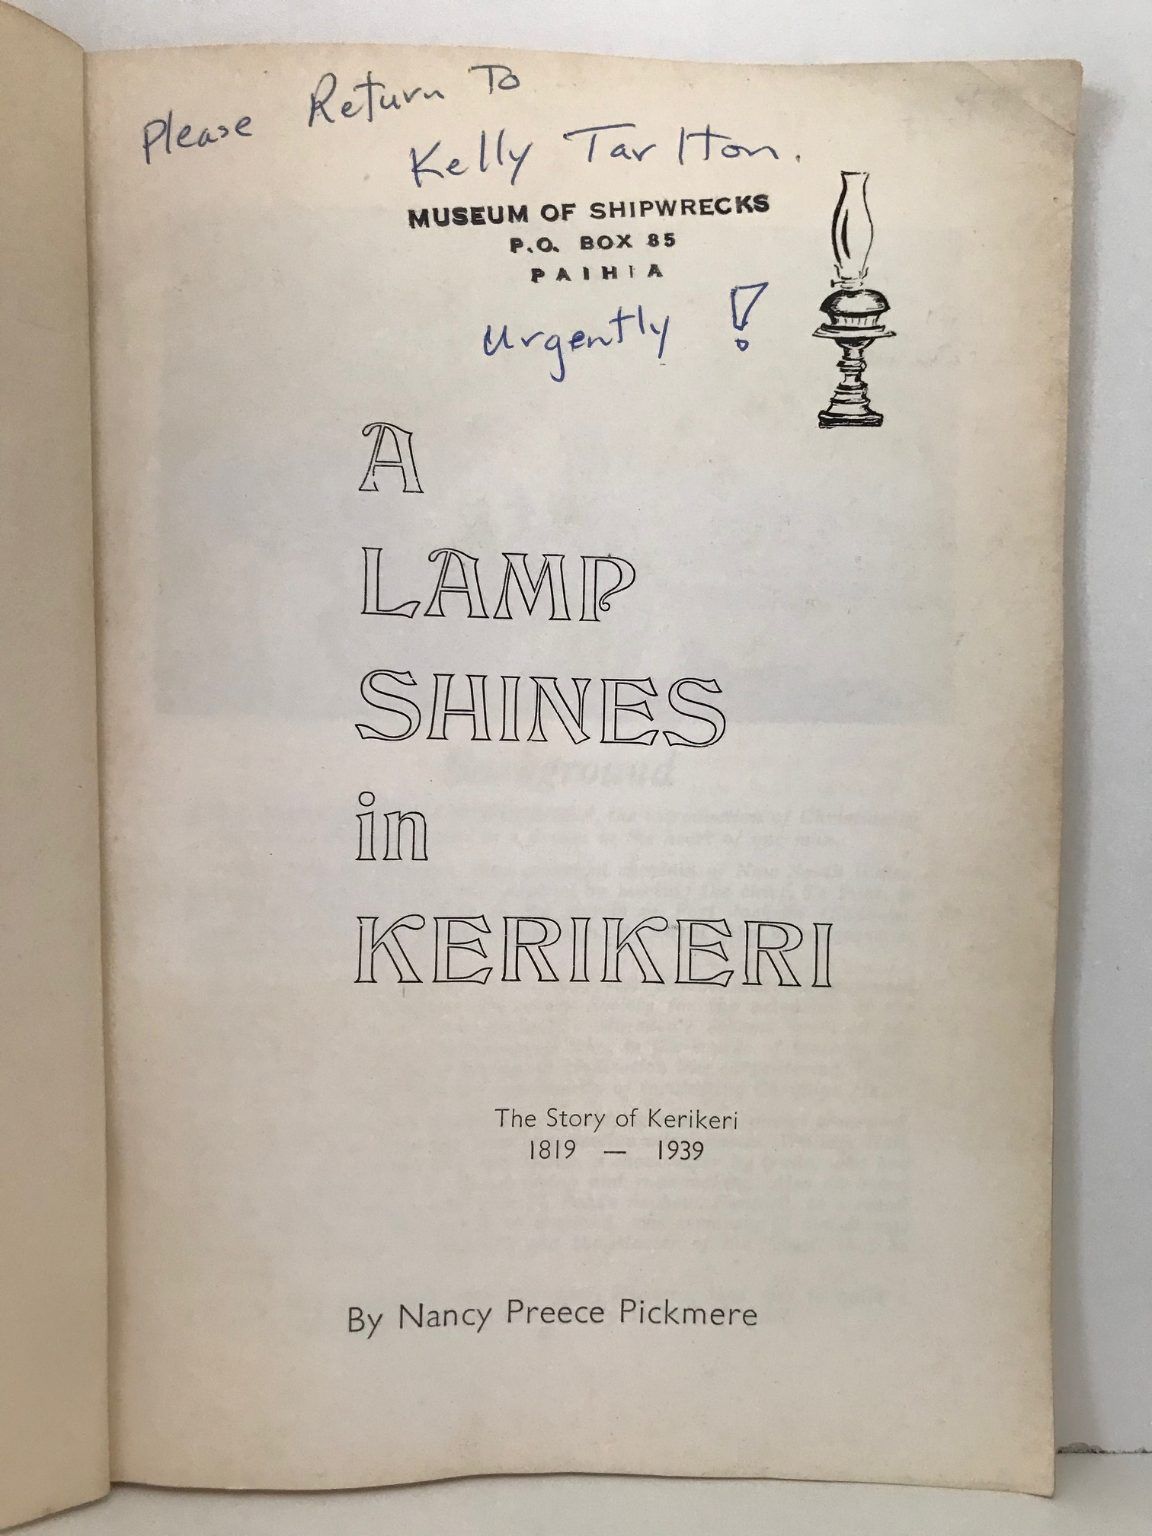 Please Return To
Kelly Tarlton.
MUSEUM OF SHIPWRECKS
P.O. BOX 85
PAIHIA
Urgently !
A
LAMP
SHINES
in
KERIKERI
The Story of Kerikeri
1819 — 1939
By Nancy Preece Pickmere